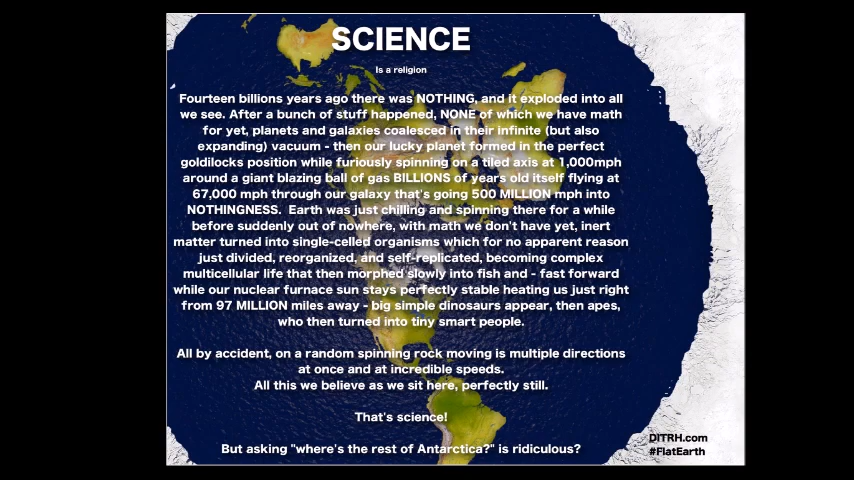 SCIENCE
Is a religion
Fourteen billions years ago there was NOTHING, and it exploded into all
we see. After a bunch of stuff happened, NONE of which we have math
for yet, planets and galaxies coalesced in their infinite (but also
expanding) vacuum - then our lucky planet formed in the perfect
goldilocks position while furiously spinning on a tiled axis at 1,000mph
around a giant blazing ball of gas BILLIONS of years old itself flying at
67,000 mph through our galaxy that's going 500 MILLION mph into
NOTHINGNESS. Earth was just chilling and spinning there for a while
before suddenly out of nowhere, with math we don't have yet, inert
matter turned into single-celled organisms which for no apparent reason
just divided, reorganized, and self-replicated, becoming complex
multicellular life that then morphed slowly into fish and - fast forward
while our nuclear furnace sun stays perfectly stable heating us just right
from 97 MILLION miles away - big simple dinosaurs appear, then apes,
who then turned into tiny smart people.
All by accident, on a random spinning rock moving is multiple directions
at once and at incredible speeds.
All this we believe as we sit here, perfectly still.
That's science!
But asking "where's the rest of Antarctica?" is ridiculous?
DITRH.com
#FlatEarth